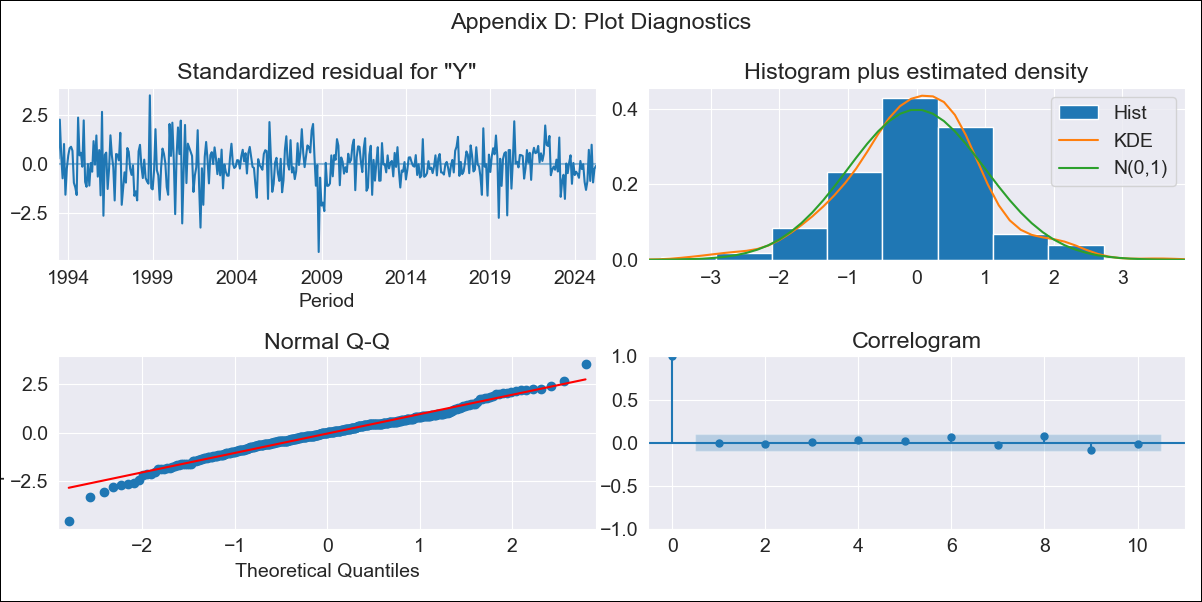 Appendix D: Plot Diagnostics
Standardized residual for "Y"
2.5
0.0
−2.5
1994 1999 2004 2009 2014 2019 2024
Period
Histogram plus estimated density
0.4
0.2
0.0
Hist
KDE
N(0,1)
−3 −2 −1 0 1 2 3
Normal Q-Q
2.5
0.0
−2.5
−2 −1 0 1 2
Theoretical Quantiles
Correlogram
1.0
0.5
0.0
−0.5
−1.0
0 2 4 6 8 10